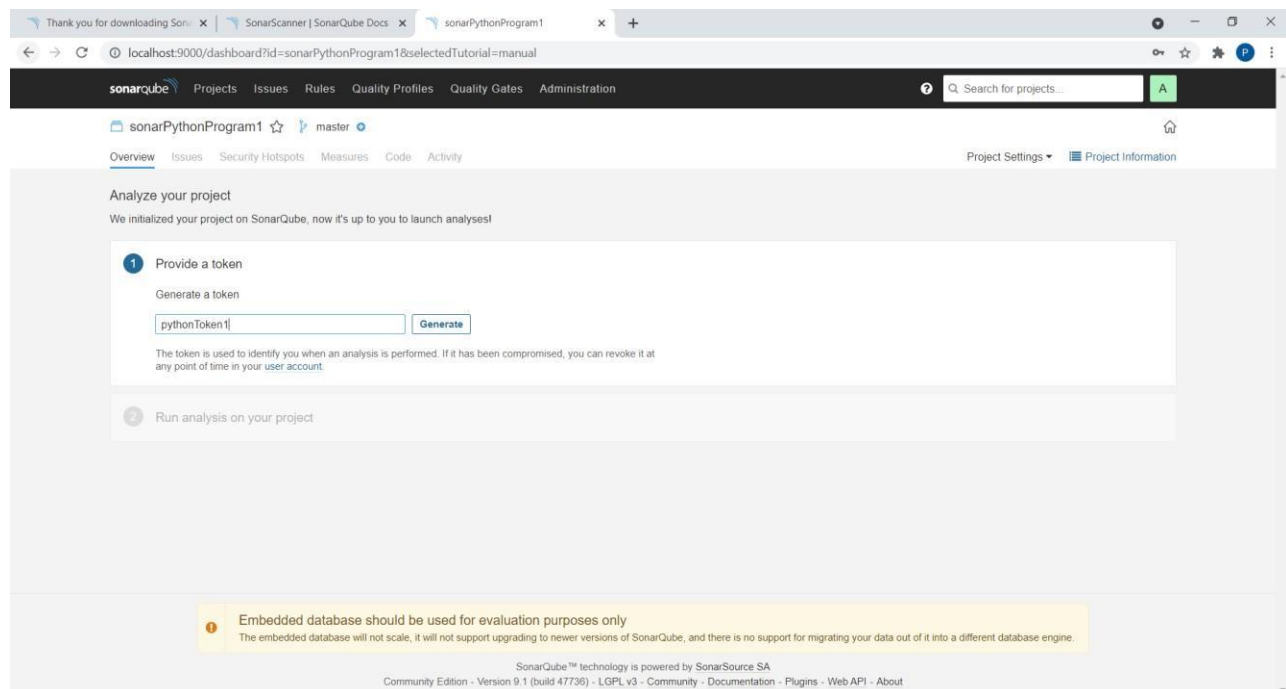 Thank you for downloading Sona
SonarScanner | SonarQube Docs
sonarPythonProgram1
localhost:9000/dashboard?id=sonarPythonProgram1&selectedTutorial=manual
P
sonarqube Projects Issues Rules Quality Profiles Quality Gates Administration
Search for projects...
A
sonarPythonProgram1 master
Overview Issues Security Hotspots Measures Code Activity
Project Settings Project Information
Analyze your project
We initialized your project on SonarQube, now it's up to you to launch analyses!
1 Provide a token
Generate a token
pythonToken1 Generate
The token is used to identify you when an analysis is performed. If it has been compromised, you can revoke it at
any point of time in your user account.
2 Run analysis on your project
Embedded database should be used for evaluation purposes only
The embedded database will not scale, it will not support upgrading to newer versions of SonarQube, and there is no support for migrating your data out of it into a different database engine.
SonarQube™ technology is powered by SonarSource SA
Community Edition - Version 9.1 (build 47736) - LGPL v3 - Community - Documentation - Plugins - Web API - About